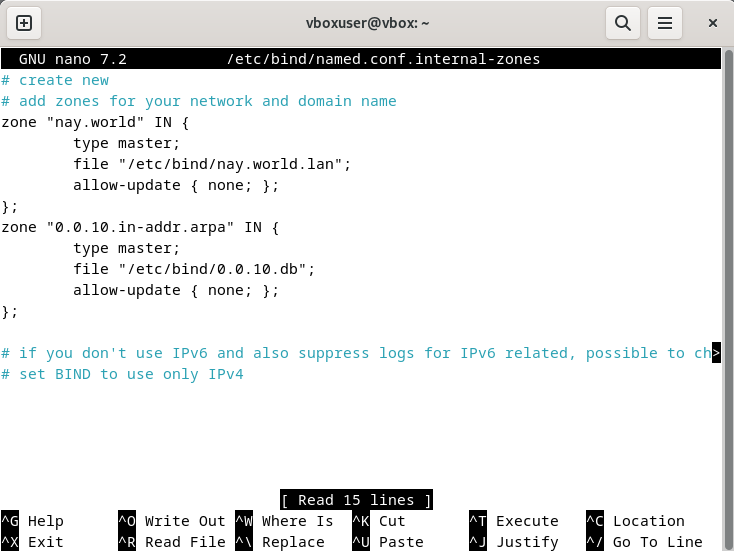 vboxuser@vbox: ~
GNU nano 7.2 /etc/bind/named.conf.internal-zones
# create new
# add zones for your network and domain name
zone "nay.world" IN {
        type master;
        file "/etc/bind/nay.world.lan";
        allow-update { none; };
};
zone "0.0.10.in-addr.arpa" IN {
        type master;
        file "/etc/bind/0.0.10.db";
        allow-update { none; };
};
# if you don't use IPv6 and also suppress logs for IPv6 related, possible to ch>
# set BIND to use only IPv4
[ Read 15 lines ]
^G Help ^O Write Out ^W Where Is ^K Cut ^T Execute ^C Location
^X Exit ^R Read File ^\ Replace ^U Paste ^J Justify ^/ Go To Line